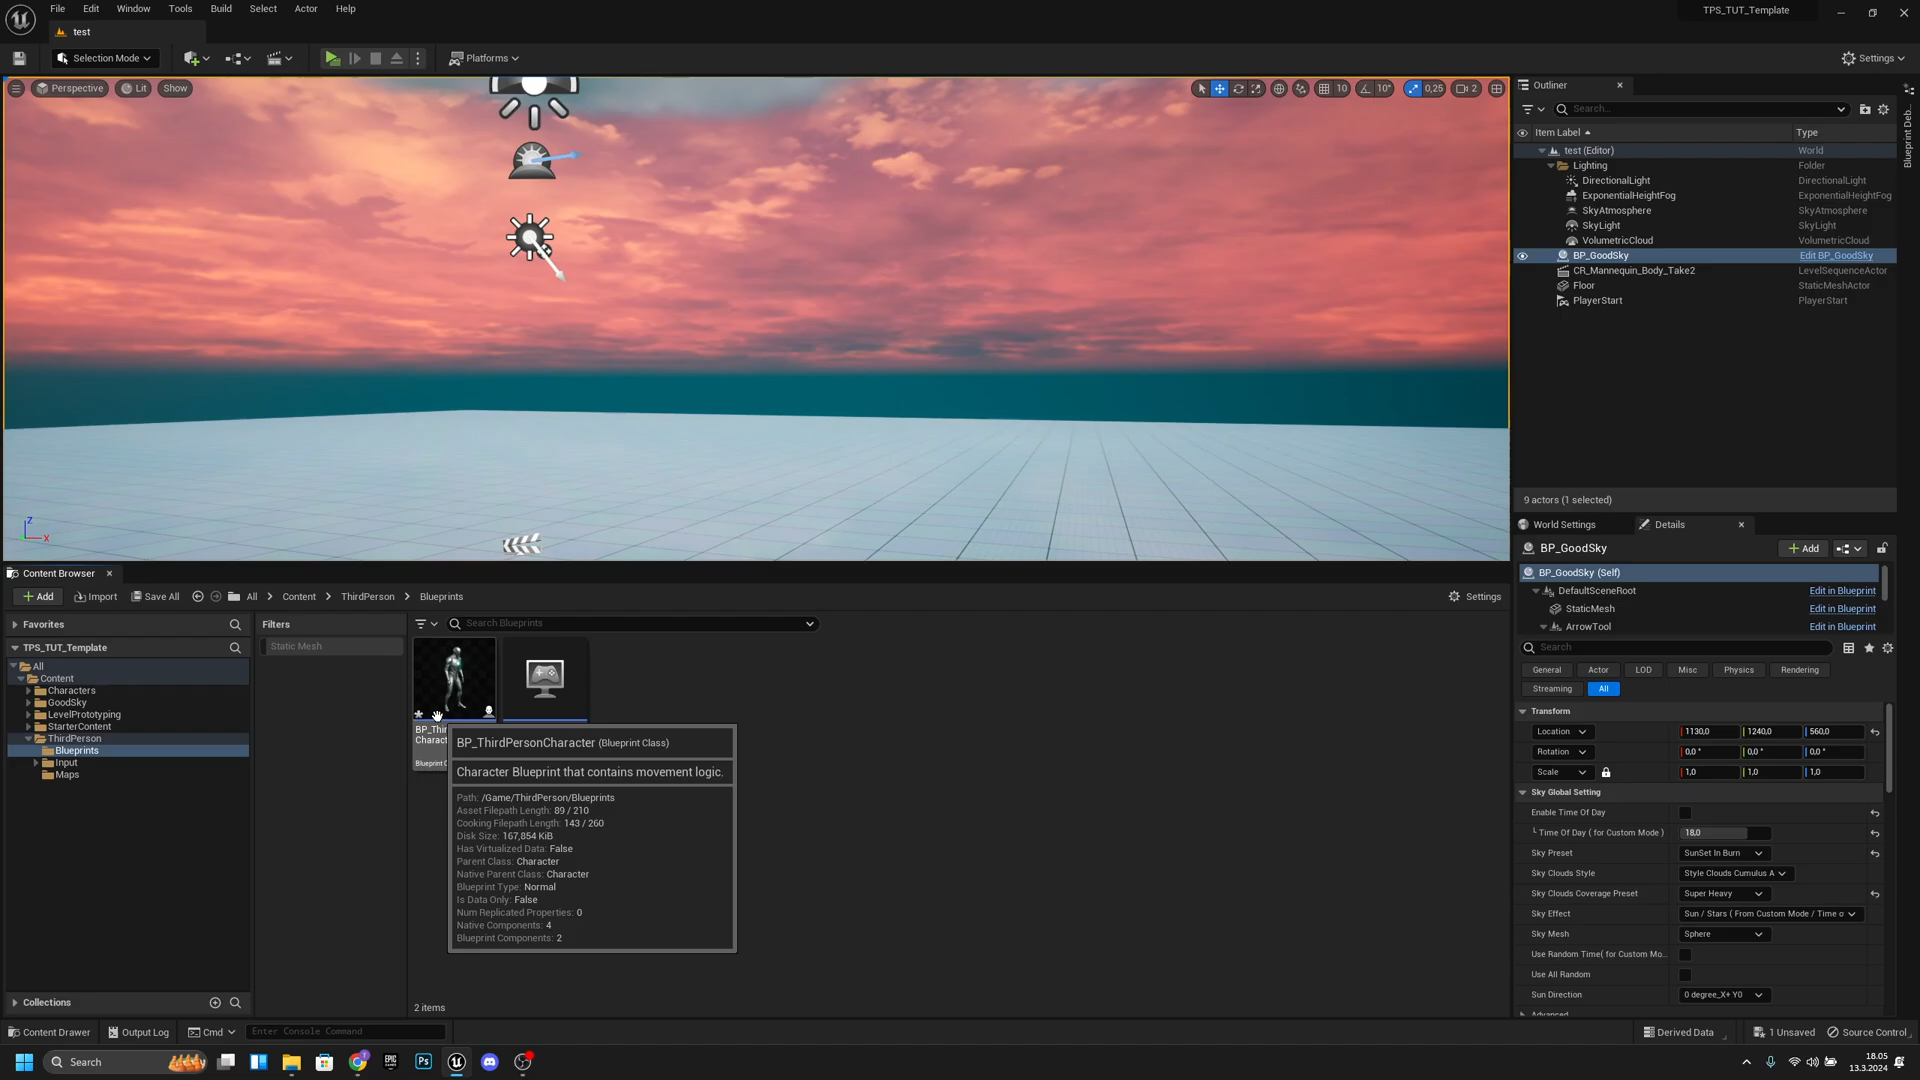 File Edit Window Tools Build Select Actor Help
TPS_TUT_Template
test
Selection Mode
Platforms
Settings
Perspective Lit Show
10 10° 0,25 2
Outliner
Search...
Item Label Type
test (Editor) World
Lighting Folder
DirectionalLight DirectionalLight
ExponentialHeightFog ExponentialHeightFog
SkyAtmosphere SkyAtmosphere
SkyLight SkyLight
VolumetricCloud VolumetricCloud
BP_GoodSky Edit BP_GoodSky
CR_Mannequin_Body_Take2 LevelSequenceActor
Floor StaticMeshActor
PlayerStart PlayerStart
Blueprint Deb...
9 actors (1 selected)
World Settings Details
BP_GoodSky
Add
BP_GoodSky (Self)
DefaultSceneRoot Edit in Blueprint
StaticMesh Edit in Blueprint
ArrowTool Edit in Blueprint
Search
General Actor LOD Misc Physics Rendering
Streaming All
Transform
Location 1130,0 1240,0 560,0
Rotation 0,0 ° 0,0 ° 0,0 °
Scale 1,0 1,0 1,0
Sky Global Setting
Enable Time Of Day
Time Of Day ( for Custom Mode ) 18,0
Sky Preset SunSet In Burn
Sky Clouds Style Style Clouds Cumulus A
Sky Clouds Coverage Preset Super Heavy
Sky Effect Sun / Stars ( From Custom Mode / Time o
Sky Mesh Sphere
Use Random Time( for Custom Mo...
Use All Random
Sun Direction 0 degree_X+ Y0
Advanced
Z
X
Content Browser
Add Import Save All All Content ThirdPerson Blueprints
Settings
Favorites
TPS_TUT_Template
All
Content
Characters
GoodSky
LevelPrototyping
StarterContent
ThirdPerson
Blueprints
Input
Maps
Collections
Filters
Static Mesh
Search Blueprints
BP_Thir
Charact
Blueprint C
BP_ThirdPersonCharacter (Blueprint Class)
Character Blueprint that contains movement logic.
Path: /Game/ThirdPerson/Blueprints
Asset Filepath Length: 89 / 210
Cooking Filepath Length: 143 / 260
Disk Size: 167,854 KiB
Has Virtualized Data: False
Parent Class: Character
Native Parent Class: Character
Blueprint Type: Normal
Is Data Only: False
Num Replicated Properties: 0
Native Components: 4
Blueprint Components: 2
2 items
Content Drawer Output Log Cmd Enter Console Command
Derived Data 1 Unsaved Source Control
Search
EPIC GAMES
Ps
18.05
13.3.2024